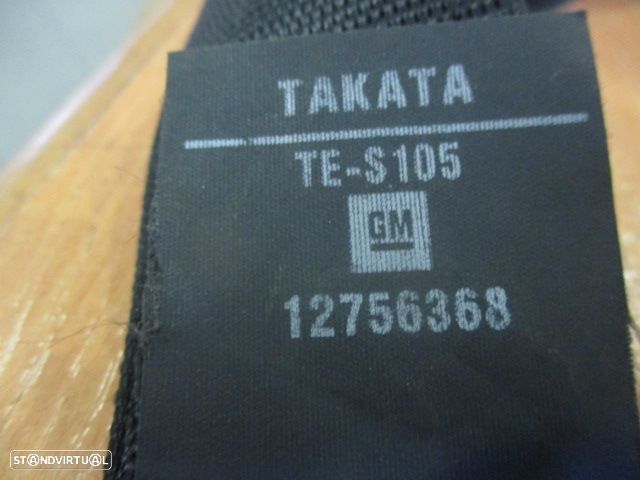 TAKATA
TE-S105
GM
12756368
STANDVIRTUAL